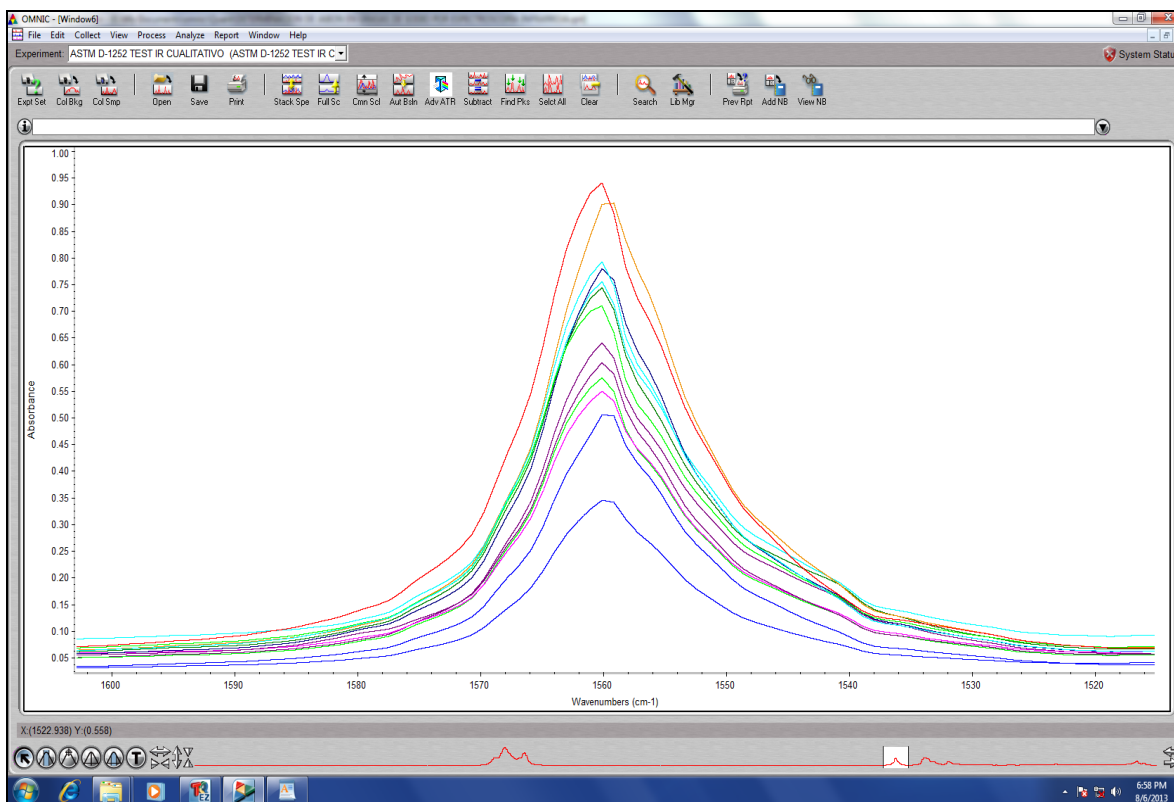 OMNIC - [Window6]
File Edit Collect View Process Analyze Report Window Help
Experiment: ASTM D-1252 TEST IR CUALITATIVO (ASTM D-1252 TEST IR C
System Statu
Expt Set Col Bkg Col Smp Open Save Print Stack Spe Full Sc Cmn Scl Aut Bsln Adv ATR Subtract Find Pks Selct All Clear Search Lib Mgr Prev Rpt Add NB View NB
1.00
0.95
0.90
0.85
0.80
0.75
0.70
0.65
0.60
0.55
0.50
0.45
0.40
0.35
0.30
0.25
0.20
0.15
0.10
0.05
Absorbance
1600 1590 1580 1570 1560 1550 1540 1530 1520
Wavenumbers (cm-1)
X:(1522.938) Y:(0.558)
T
EZ
6:58 PM
8/6/2013